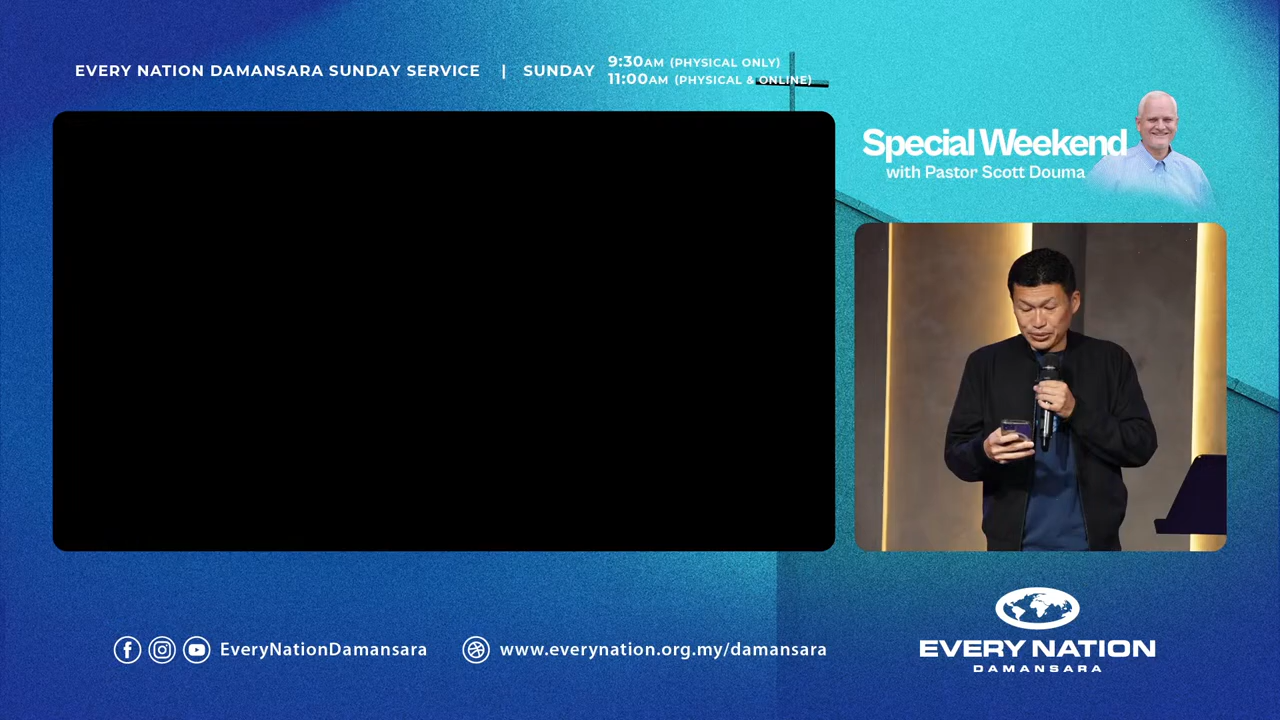 EVERY NATION DAMANSARA SUNDAY SERVICE | SUNDAY
9:30AM (PHYSICAL ONLY)
11:00AM (PHYSICAL & ONLINE)
Special Weekend
with Pastor Scott Douma
EveryNationDamansara
www.everynation.org.my/damansara
EVERY NATION
DAMANSARA